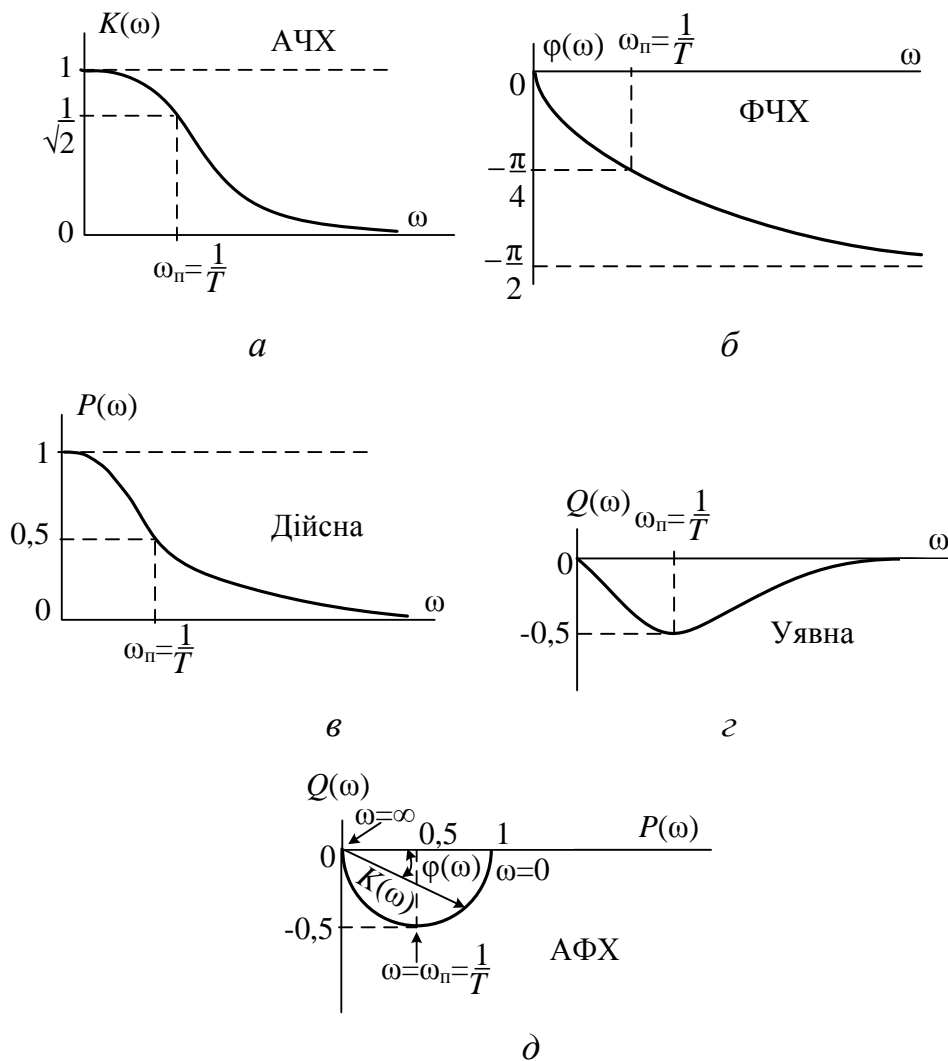 K(ω)
АЧХ
1
1/√2
0
ω
ωп=1/T
а
φ(ω)
ωп=1/T
ω
0
ФЧХ
−π/4
−π/2
б
P(ω)
1
0,5
Дійсна
0
ω
ωп=1/T
в
Q(ω)
ωп=1/T
ω
0
-0,5
Уявна
г
Q(ω)
ω=∞
0,5
1
P(ω)
0
φ(ω)
ω=0
K(ω)
-0,5
АФХ
ω=ωп=1/T
д